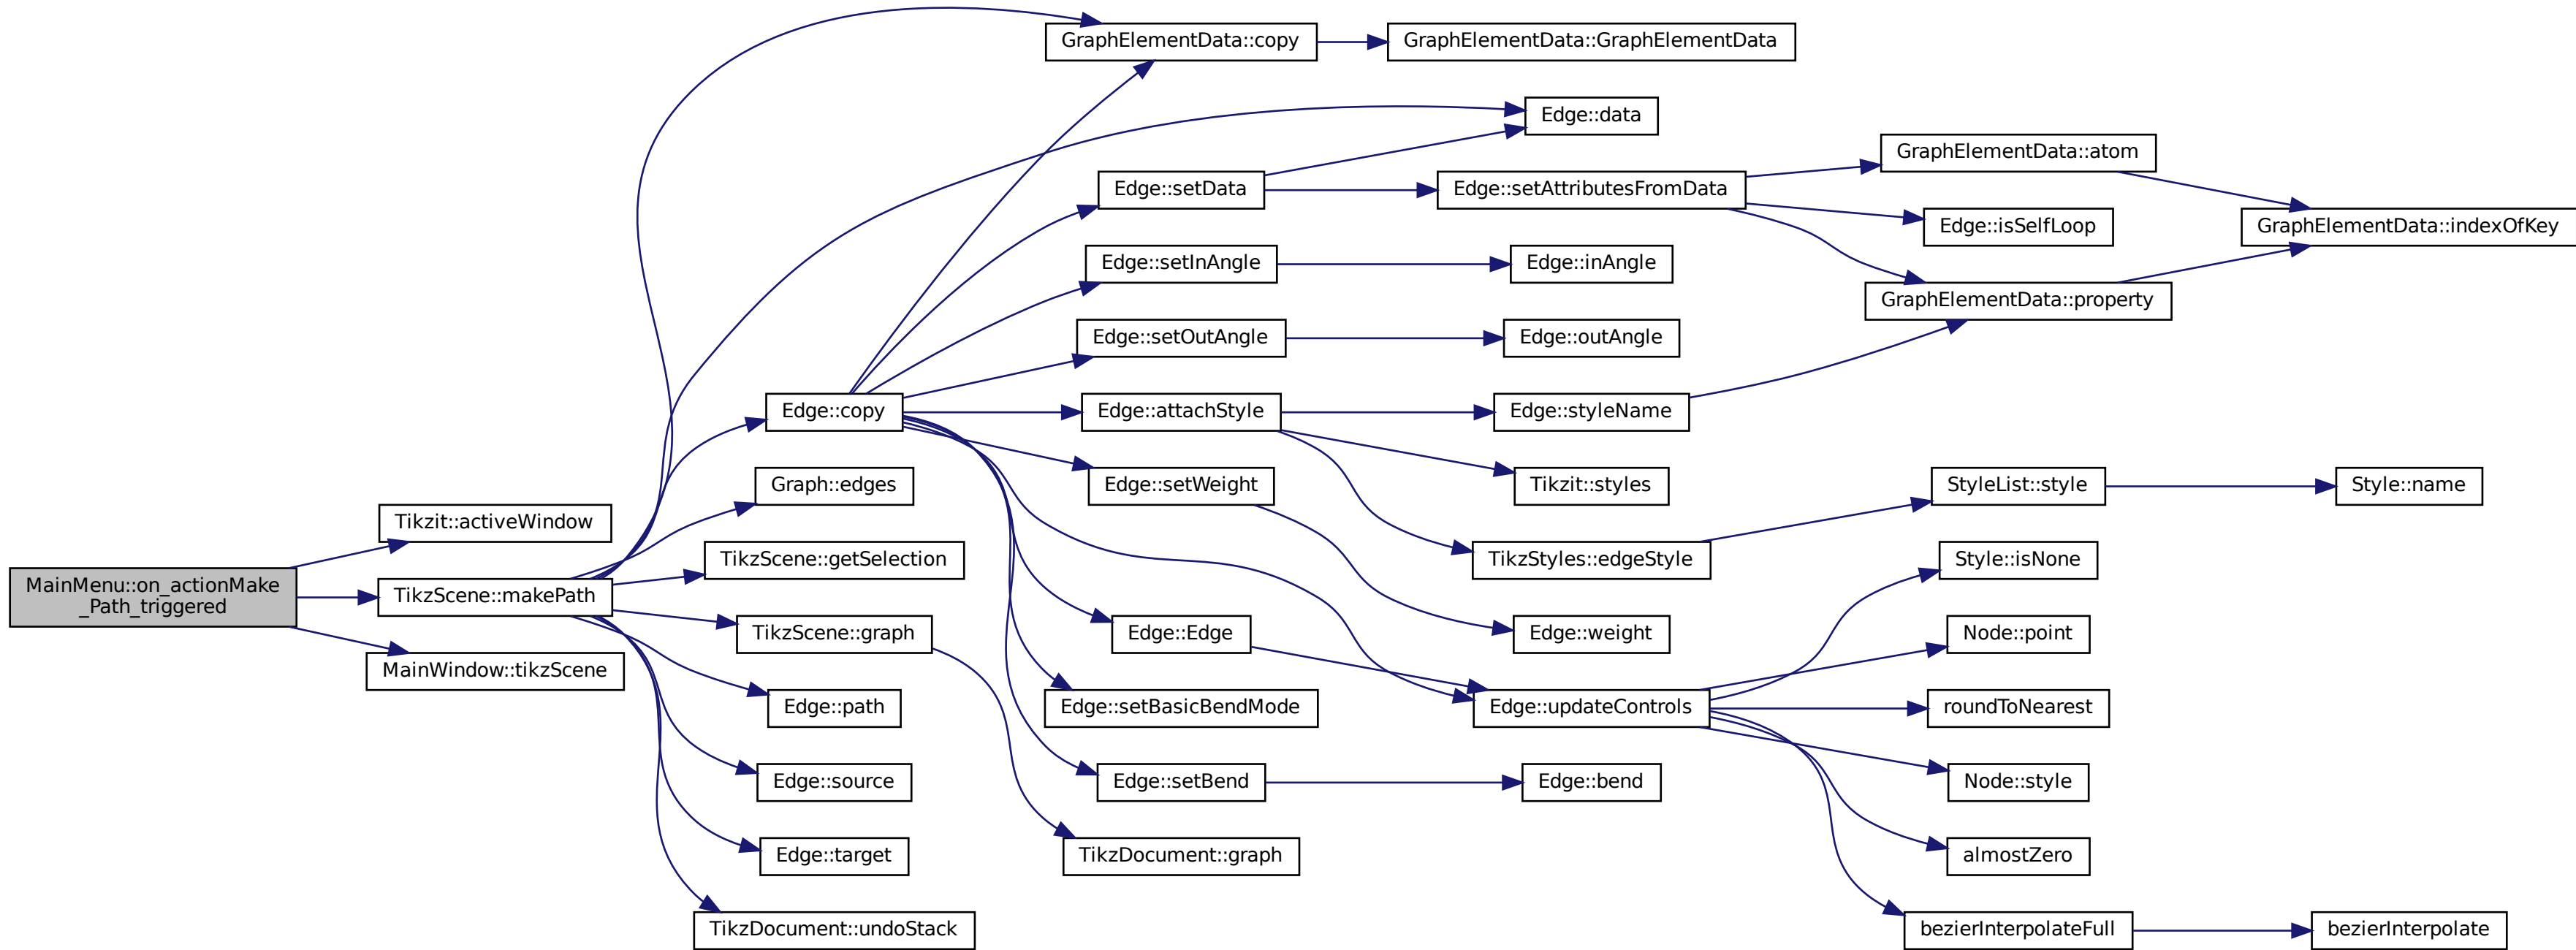 MainMenu::on_actionMake
_Path_triggered
Tikzit::activeWindow
TikzScene::makePath
MainWindow::tikzScene
GraphElementData::copy
GraphElementData::GraphElementData
Edge::data
Edge::copy
Edge::setData
Edge::setAttributesFromData
GraphElementData::atom
GraphElementData::indexOfKey
Edge::isSelfLoop
GraphElementData::property
Edge::setInAngle
Edge::inAngle
Edge::setOutAngle
Edge::outAngle
Edge::attachStyle
Edge::styleName
Tikzit::styles
TikzStyles::edgeStyle
StyleList::style
Style::name
Edge::setWeight
Edge::weight
Edge::Edge
Edge::updateControls
Style::isNone
Node::point
roundToNearest
Node::style
almostZero
bezierInterpolateFull
bezierInterpolate
Edge::setBasicBendMode
Edge::setBend
Edge::bend
Graph::edges
TikzScene::getSelection
TikzScene::graph
TikzDocument::graph
Edge::path
Edge::source
Edge::target
TikzDocument::undoStack